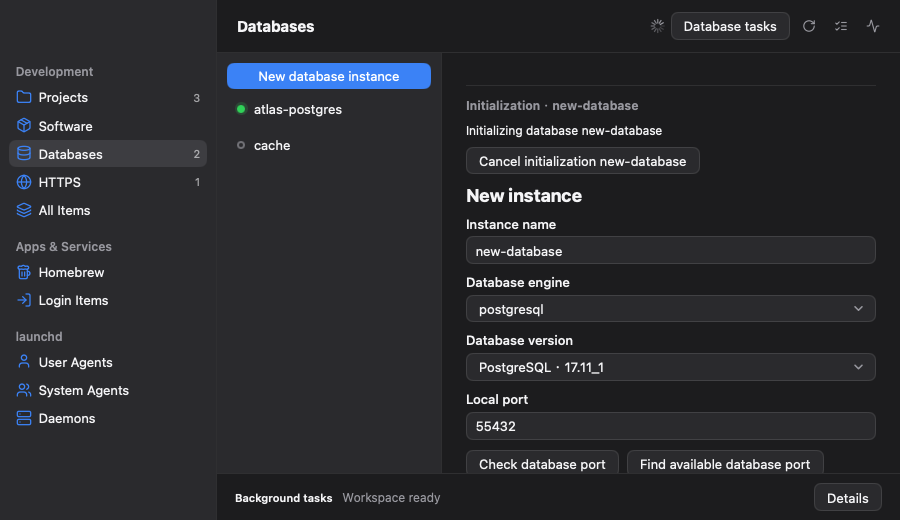 Databases
Database tasks
Development
Projects 3
Software
Databases 2
HTTPS 1
All Items
Apps & Services
Homebrew
Login Items
launchd
User Agents
System Agents
Daemons
New database instance
atlas-postgres
cache
Initialization · new-database
Initializing database new-database
Cancel initialization new-database
New instance
Instance name
new-database
Database engine
postgresql
Database version
PostgreSQL · 17.11_1
Local port
55432
Check database port
Find available database port
Background tasks Workspace ready
Details